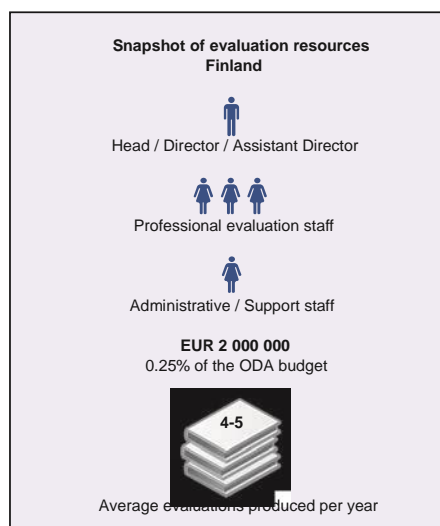 Snapshot of evaluation resources
Finland
Head / Director / Assistant Director
Professional evaluation staff
Administrative / Support staff
EUR 2 000 000
0.25% of the ODA budget
4-5
Average evaluations produced per year